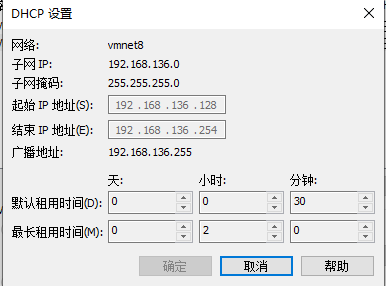 DHCP 设置
网络: vmnet8
子网 IP: 192.168.136.0
子网掩码: 255.255.255.0
起始 IP 地址(S): 192 . 168 . 136 . 128
结束 IP 地址(E): 192 . 168 . 136 . 254
广播地址: 192.168.136.255
天: 小时: 分钟:
默认租用时间(D): 0 0 30
最长租用时间(M): 0 2 0
确定 取消 帮助